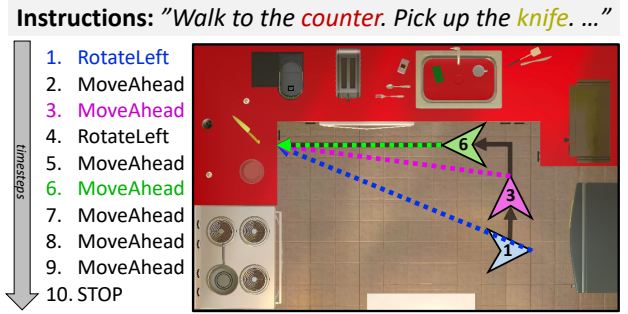 Instructions: ”Walk to the counter. Pick up the knife. …”
timesteps
1. RotateLeft
2. MoveAhead
3. MoveAhead
4. RotateLeft
5. MoveAhead
6. MoveAhead
7. MoveAhead
8. MoveAhead
9. MoveAhead
10. STOP
6
3
1